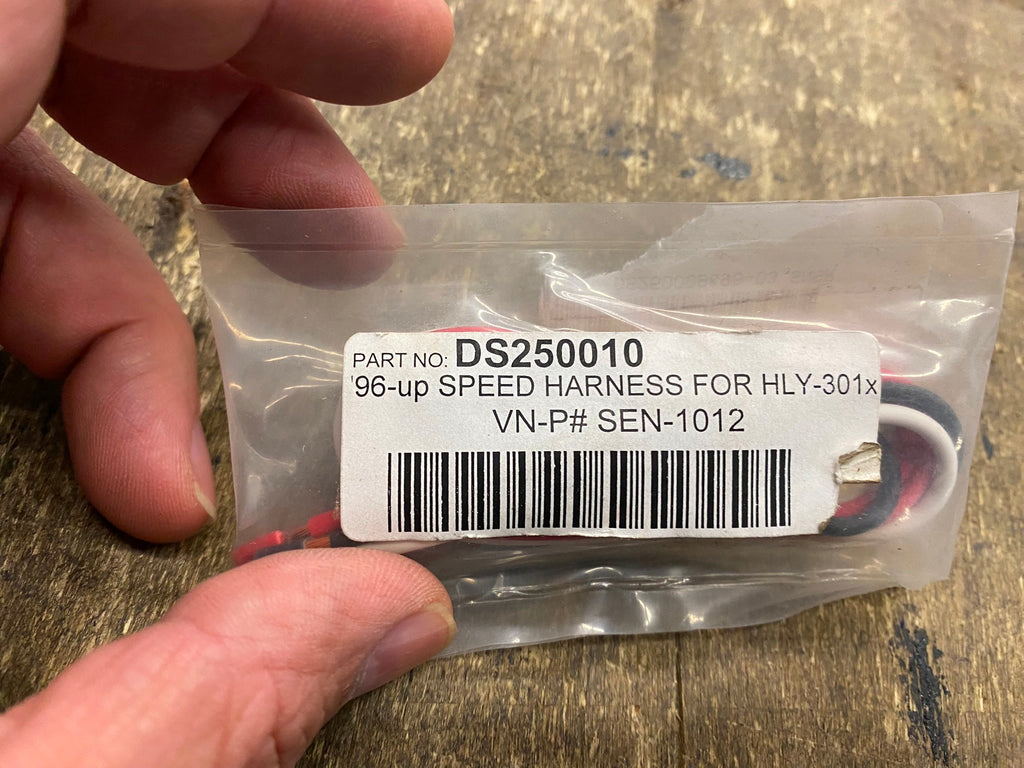 PART NO: DS250010
'96-up SPEED HARNESS FOR HLY-301x
VN-P# SEN-1012